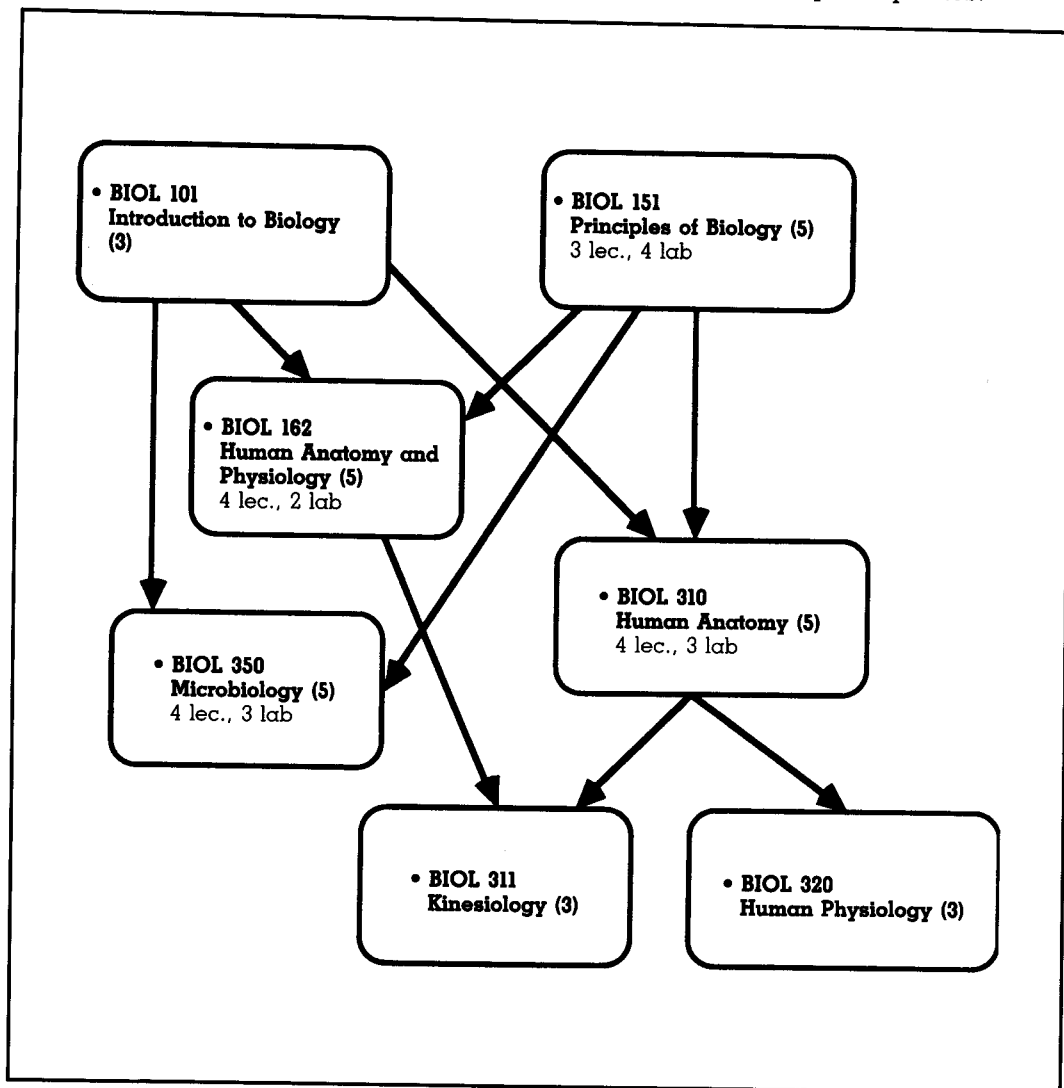 • BIOL 101
Introduction to Biology
(3)
• BIOL 151
Principles of Biology (5)
3 lec., 4 lab
• BIOL 162
Human Anatomy and
Physiology (5)
4 lec., 2 lab
• BIOL 310
Human Anatomy (5)
4 lec., 3 lab
• BIOL 350
Microbiology (5)
4 lec., 3 lab
• BIOL 311
Kinesiology (3)
• BIOL 320
Human Physiology (3)